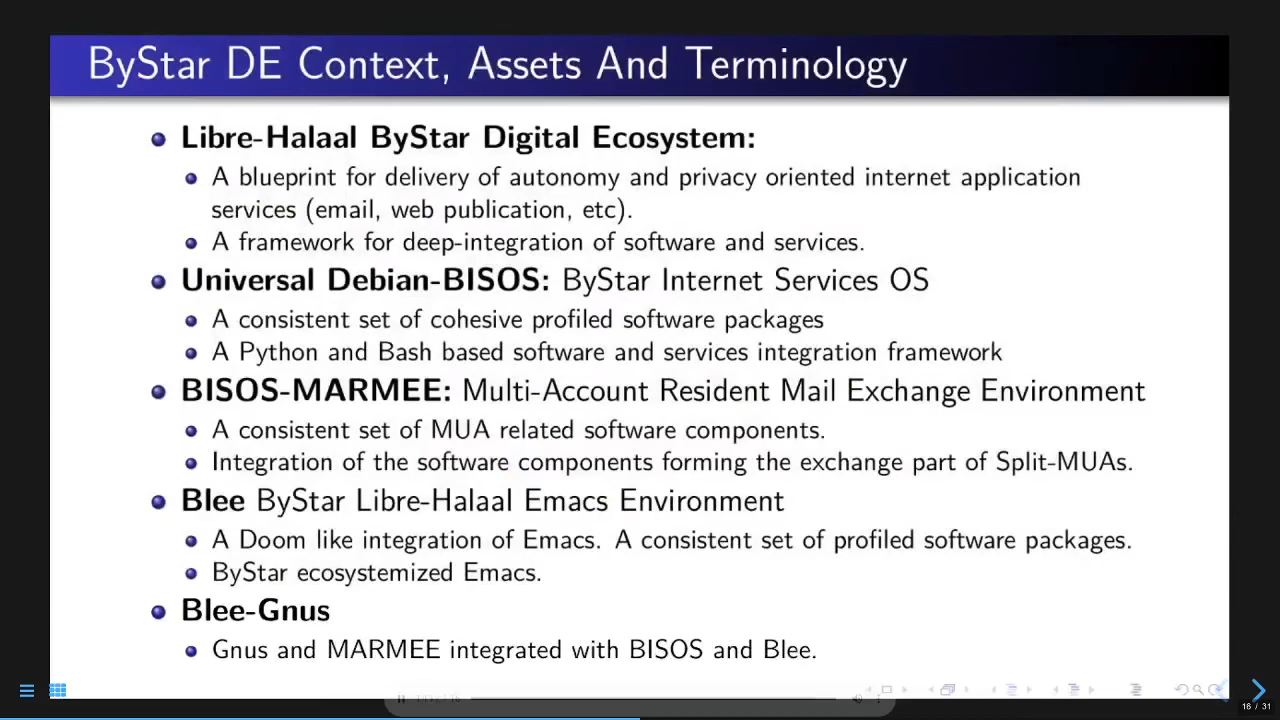 ByStar DE Context, Assets And Terminology
Libre-Halaal ByStar Digital Ecosystem:
A blueprint for delivery of autonomy and privacy oriented internet application
services (email, web publication, etc).
A framework for deep-integration of software and services.
Universal Debian-BISOS: ByStar Internet Services OS
A consistent set of cohesive profiled software packages
A Python and Bash based software and services integration framework
BISOS-MARMEE: Multi-Account Resident Mail Exchange Environment
A consistent set of MUA related software components.
Integration of the software components forming the exchange part of Split-MUAs.
Blee ByStar Libre-Halaal Emacs Environment
A Doom like integration of Emacs. A consistent set of profiled software packages.
ByStar ecosystemized Emacs.
Blee-Gnus
Gnus and MARMEE integrated with BISOS and Blee.
16 / 31